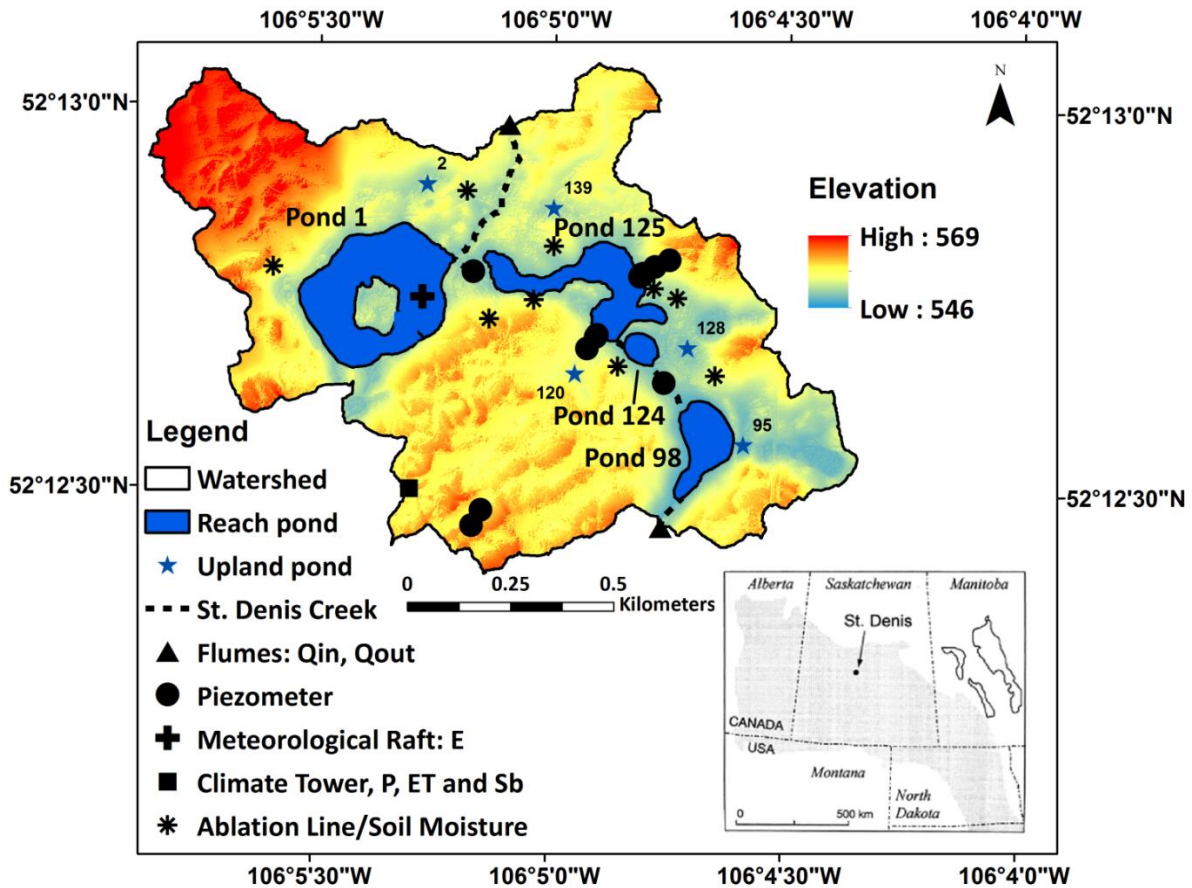 106°5'30"W 106°5'0"W 106°4'30"W 106°4'0"W
52°13'0"N
52°13'0"N
N
Elevation
High : 569
Low : 546
2
139
Pond 1
Pond 125
128
120
Pond 124
95
Pond 98
52°12'30"N
52°12'30"N
Legend
Watershed
Reach pond
Upland pond
St. Denis Creek
Flumes: Qin, Qout
Piezometer
Meteorological Raft: E
Climate Tower, P, ET and Sb
Ablation Line/Soil Moisture
0 0.25 0.5
Kilometers
Alberta Saskatchewan Manitoba
St. Denis
CANADA
USA
Montana
North
Dakota
0 500 km
106°5'30"W 106°5'0"W 106°4'30"W 106°4'0"W